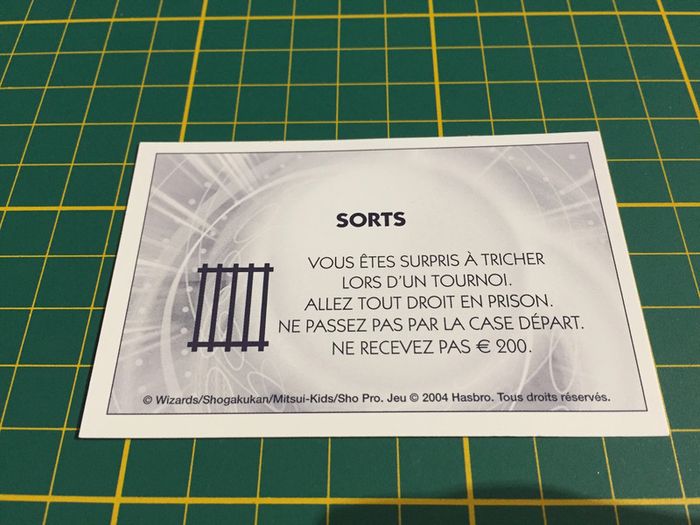 SORTS
VOUS ÊTES SURPRIS À TRICHER
LORS D'UN TOURNOI.
ALLEZ TOUT DROIT EN PRISON.
NE PASSEZ PAS PAR LA CASE DÉPART.
NE RECEVEZ PAS € 200.
© Wizards/Shogakukan/Mitsui-Kids/Sho Pro. Jeu © 2004 Hasbro. Tous droits réservés.